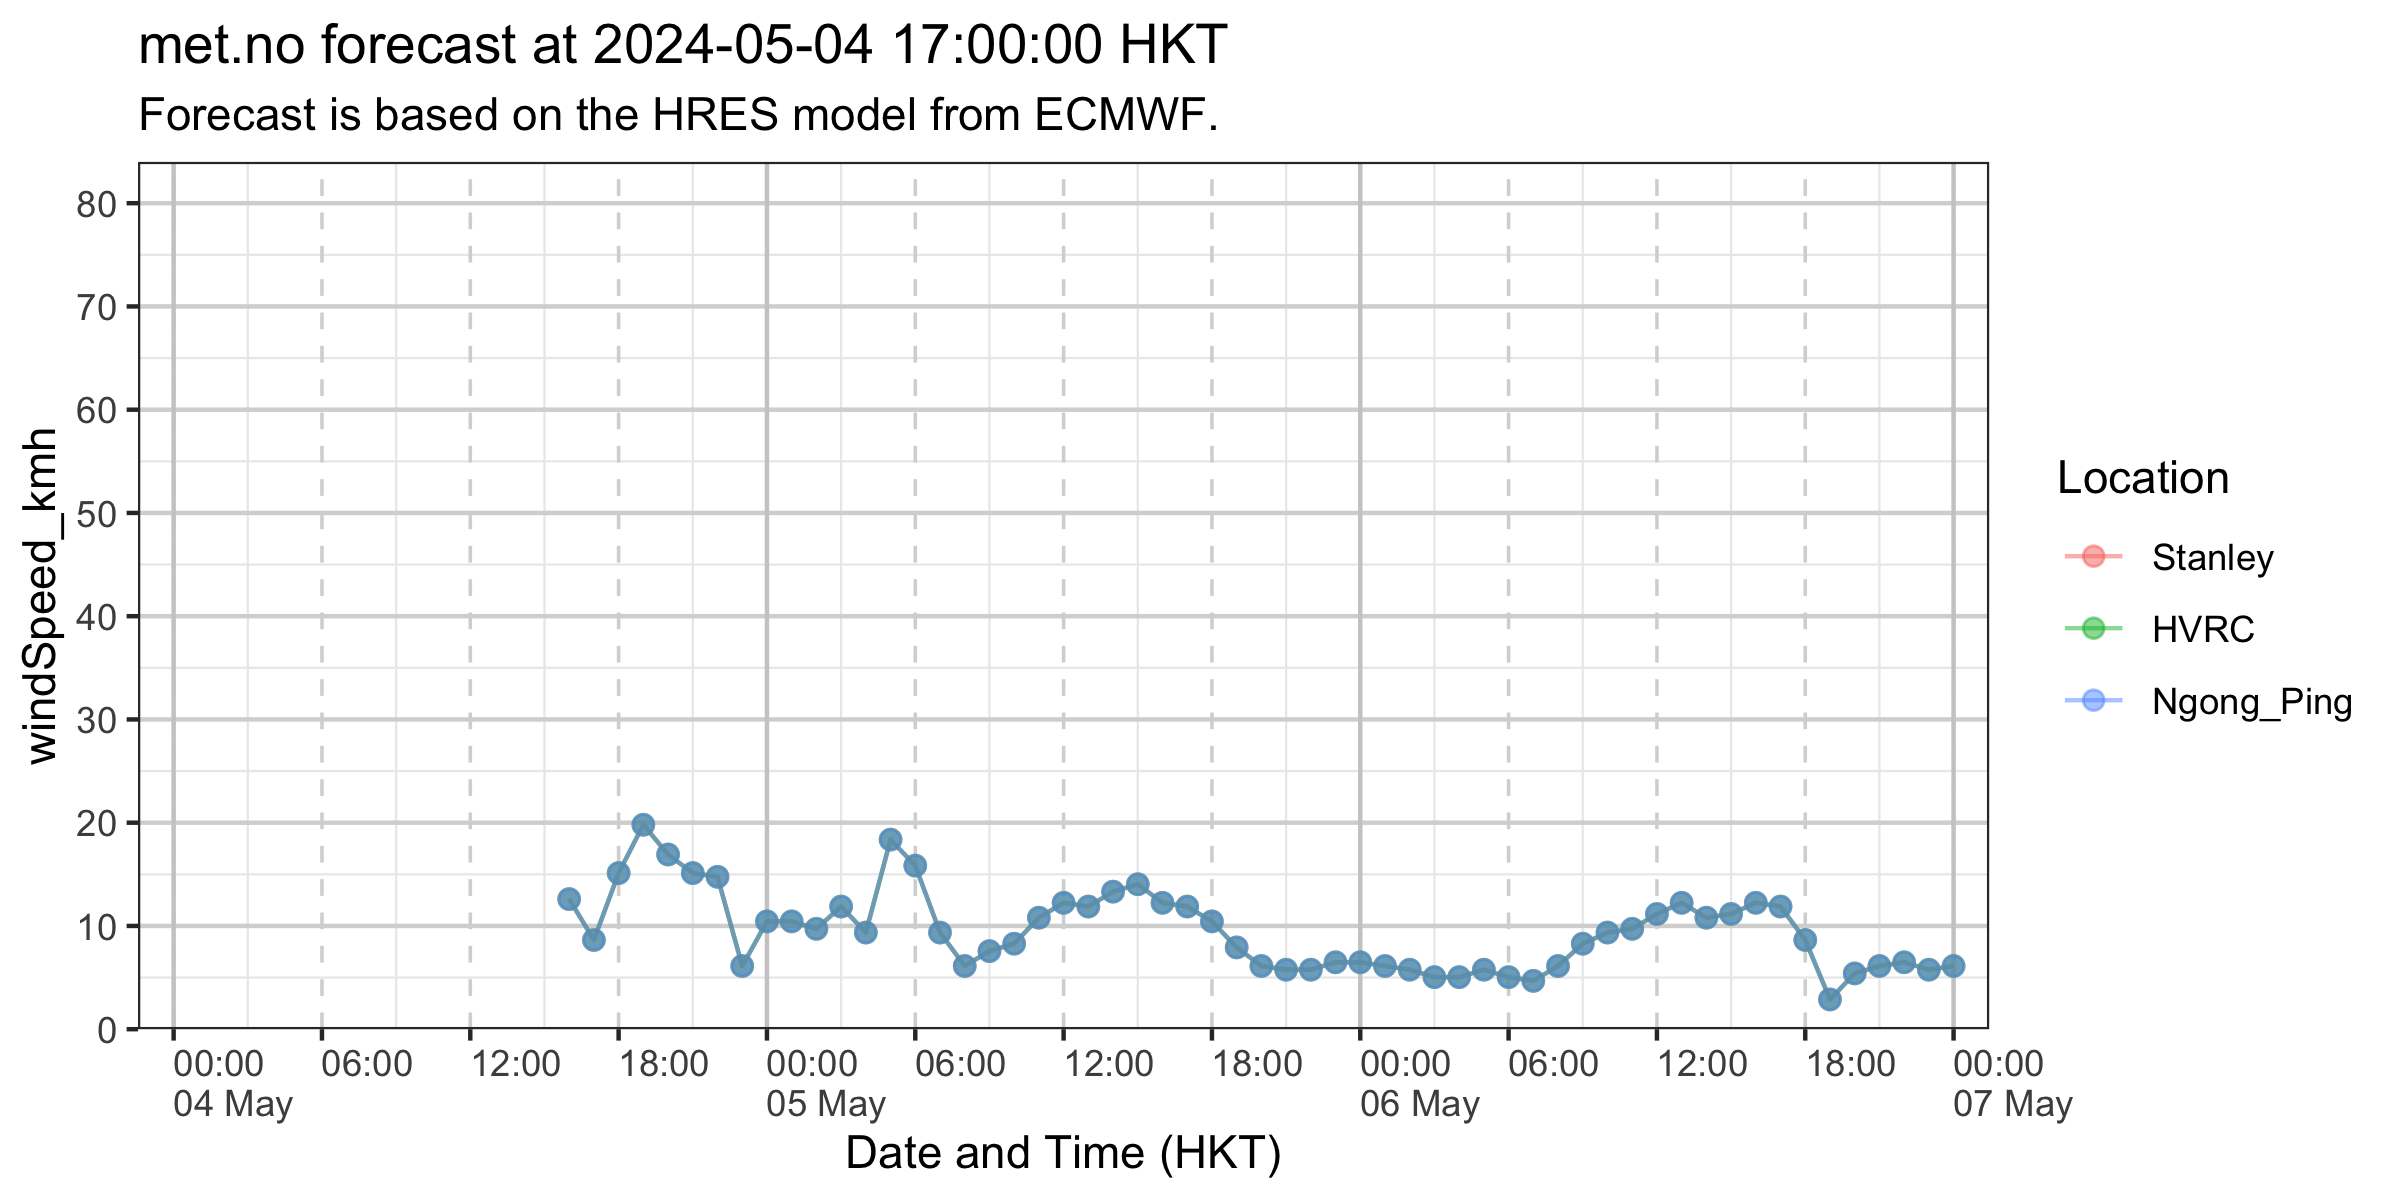 met.no forecast at 2024-05-04 17:00:00 HKT
Forecast is based on the HRES model from ECMWF.
windSpeed_kmh
80
70
60
50
40
30
20
10
0
00:00 06:00 12:00 18:00 00:00 06:00 12:00 18:00 00:00 06:00 12:00 18:00 00:00
04 May 05 May 06 May 07 May
Date and Time (HKT)
Location
Stanley
HVRC
Ngong_Ping